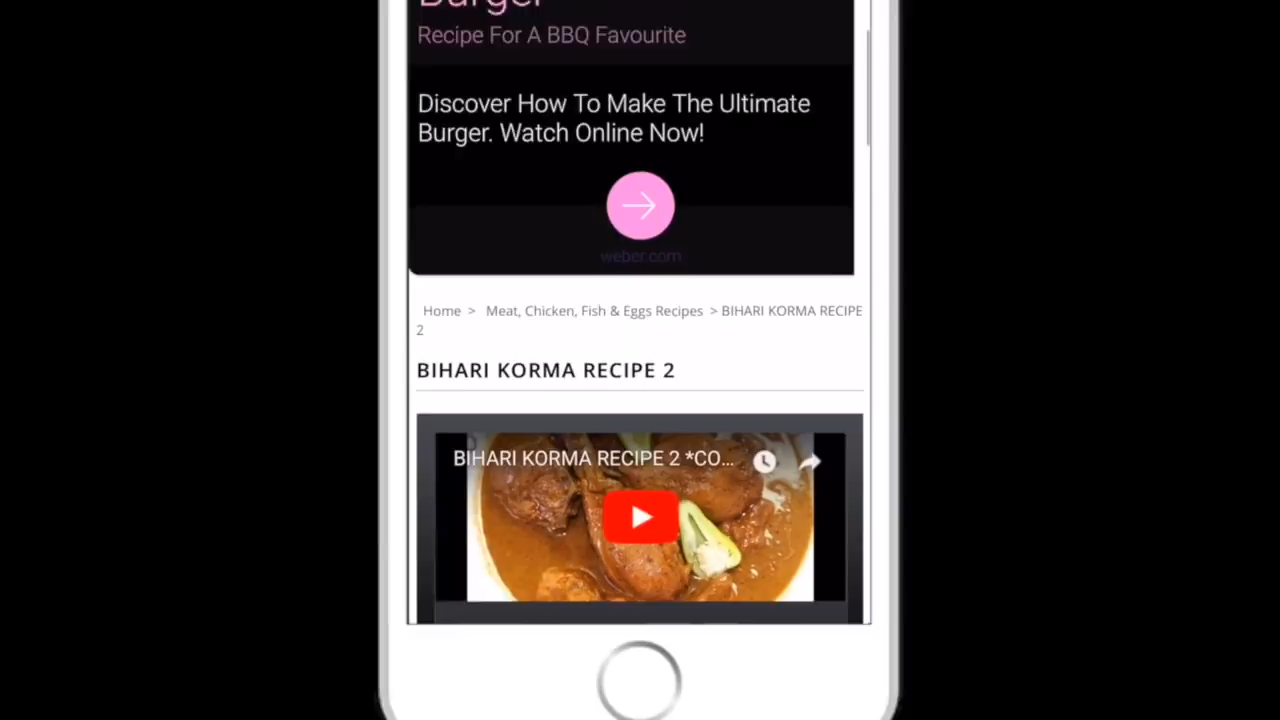 Burger
Recipe For A BBQ Favourite
Discover How To Make The Ultimate
Burger. Watch Online Now!
weber.com
Home > Meat, Chicken, Fish & Eggs Recipes > BIHARI KORMA RECIPE
2
BIHARI KORMA RECIPE 2
BIHARI KORMA RECIPE 2 *CO...